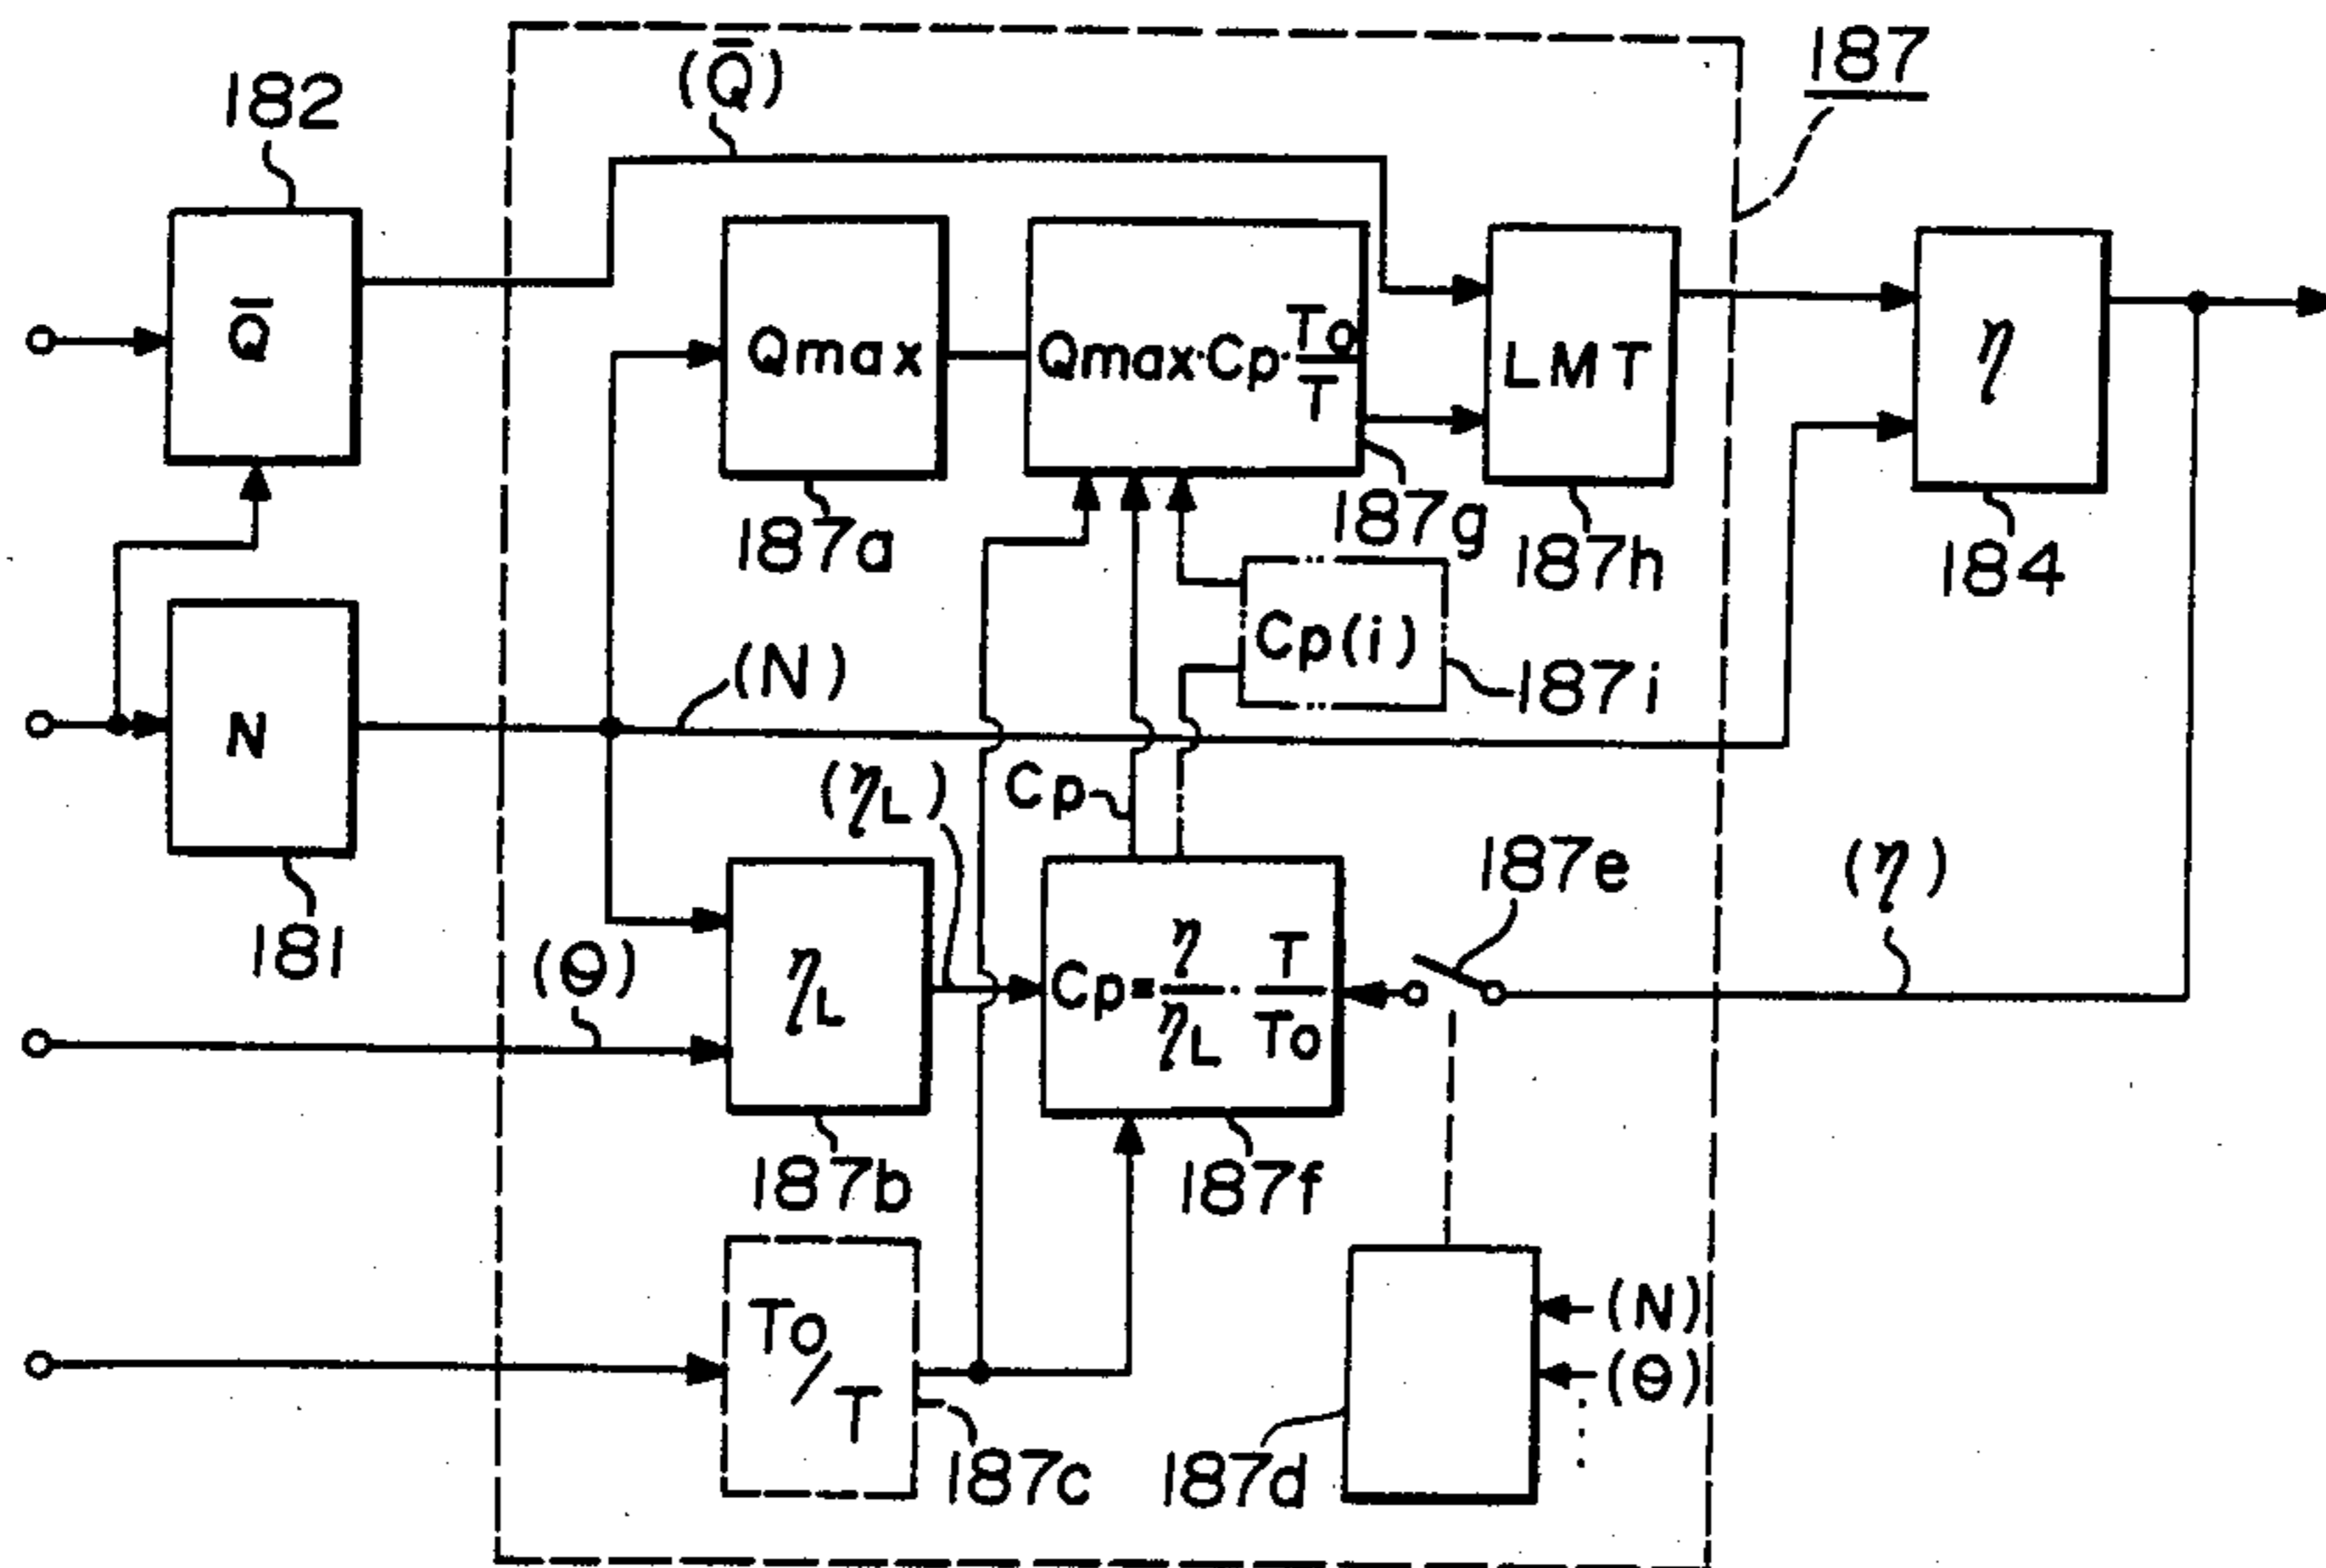 (Q̅)
187
182
Q̅
Qmax
Qmax·Cp·To/T
LMT
η
187a
187g
187h
184
Cp(i)
187i
N
(N)
181
(ηL)
Cp
187e
(η)
(Θ)
ηL
Cp=η/ηL·T/To
187b
187f
To/T
187c
187d
(N)
(Θ)